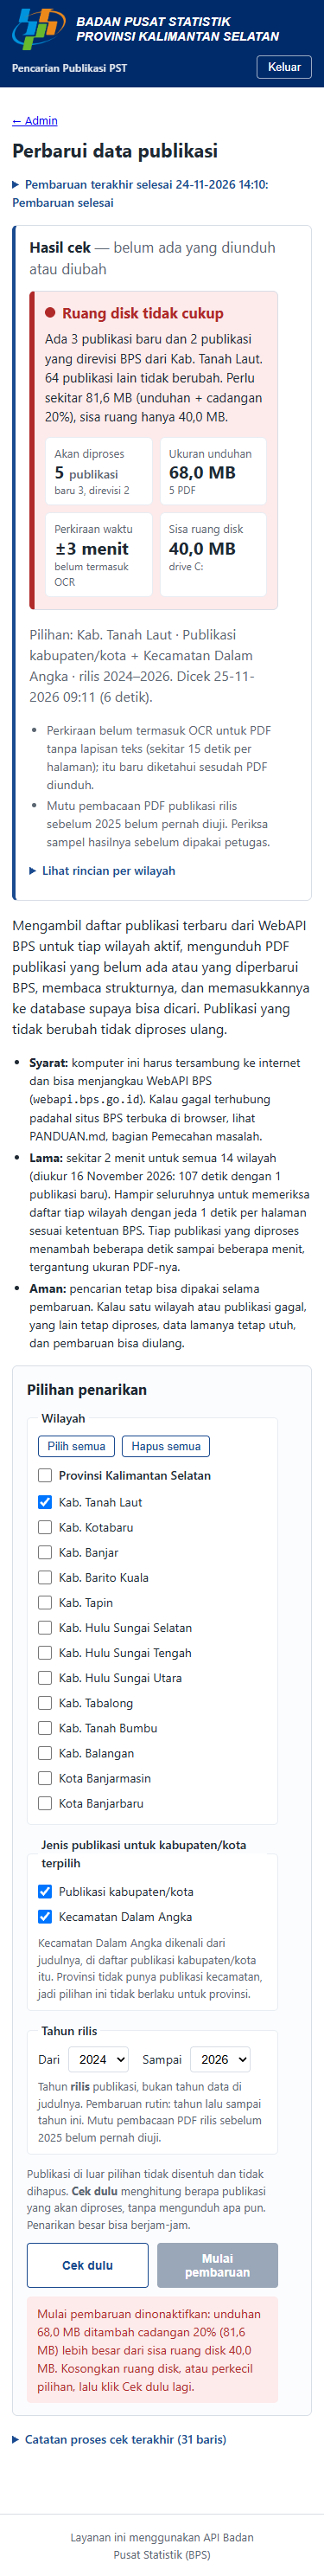 BADAN PUSAT STATISTIK
PROVINSI KALIMANTAN SELATAN
Pencarian Publikasi PST
Keluar
← Admin
Perbarui data publikasi
▶ Pembaruan terakhir selesai 24-11-2026 14:10:
Pembaruan selesai
Hasil cek — belum ada yang diunduh
atau diubah
Ruang disk tidak cukup
Ada 3 publikasi baru dan 2 publikasi
yang direvisi BPS dari Kab. Tanah Laut.
64 publikasi lain tidak berubah. Perlu
sekitar 81,6 MB (unduhan + cadangan
20%), sisa ruang hanya 40,0 MB.
Akan diproses
5 publikasi
baru 3, direvisi 2
Ukuran unduhan
68,0 MB
5 PDF
Perkiraan waktu
±3 menit
belum termasuk
OCR
Sisa ruang disk
40,0 MB
drive C:
Pilihan: Kab. Tanah Laut · Publikasi
kabupaten/kota + Kecamatan Dalam
Angka · rilis 2024–2026. Dicek 25-11-
2026 09:11 (6 detik).
• Perkiraan belum termasuk OCR untuk PDF
tanpa lapisan teks (sekitar 15 detik per
halaman); itu baru diketahui sesudah PDF
diunduh.
• Mutu pembacaan PDF publikasi rilis
sebelum 2025 belum pernah diuji. Periksa
sampel hasilnya sebelum dipakai petugas.
▶ Lihat rincian per wilayah
Mengambil daftar publikasi terbaru dari WebAPI
BPS untuk tiap wilayah aktif, mengunduh PDF
publikasi yang belum ada atau yang diperbarui
BPS, membaca strukturnya, dan memasukkannya
ke database supaya bisa dicari. Publikasi yang
tidak berubah tidak diproses ulang.
• Syarat: komputer ini harus tersambung ke internet
dan bisa menjangkau WebAPI BPS
(webapi.bps.go.id). Kalau gagal terhubung
padahal situs BPS terbuka di browser, lihat
PANDUAN.md, bagian Pemecahan masalah.
• Lama: sekitar 2 menit untuk semua 14 wilayah
(diukur 16 November 2026: 107 detik dengan 1
publikasi baru). Hampir seluruhnya untuk memeriksa
daftar tiap wilayah dengan jeda 1 detik per halaman
sesuai ketentuan BPS. Tiap publikasi yang diproses
menambah beberapa detik sampai beberapa menit,
tergantung ukuran PDF-nya.
• Aman: pencarian tetap bisa dipakai selama
pembaruan. Kalau satu wilayah atau publikasi gagal,
yang lain tetap diproses, data lamanya tetap utuh,
dan pembaruan bisa diulang.
Pilihan penarikan
Wilayah
Pilih semua
Hapus semua
Provinsi Kalimantan Selatan
Kab. Tanah Laut
Kab. Kotabaru
Kab. Banjar
Kab. Barito Kuala
Kab. Tapin
Kab. Hulu Sungai Selatan
Kab. Hulu Sungai Tengah
Kab. Hulu Sungai Utara
Kab. Tabalong
Kab. Tanah Bumbu
Kab. Balangan
Kota Banjarmasin
Kota Banjarbaru
Jenis publikasi untuk kabupaten/kota
terpilih
Publikasi kabupaten/kota
Kecamatan Dalam Angka
Kecamatan Dalam Angka dikenali dari
judulnya, di daftar publikasi kabupaten/kota
itu. Provinsi tidak punya publikasi kecamatan,
jadi pilihan ini tidak berlaku untuk provinsi.
Tahun rilis
Dari 2024 Sampai 2026
Tahun rilis publikasi, bukan tahun data di
judulnya. Pembaruan rutin: tahun lalu sampai
tahun ini. Mutu pembacaan PDF rilis sebelum
2025 belum pernah diuji.
Publikasi di luar pilihan tidak disentuh dan tidak
dihapus. Cek dulu menghitung berapa publikasi
yang akan diproses, tanpa mengunduh apa pun.
Penarikan besar bisa berjam-jam.
Cek dulu
Mulai
pembaruan
Mulai pembaruan dinonaktifkan: unduhan
68,0 MB ditambah cadangan 20% (81,6
MB) lebih besar dari sisa ruang disk 40,0
MB. Kosongkan ruang disk, atau perkecil
pilihan, lalu klik Cek dulu lagi.
▶ Catatan proses cek terakhir (31 baris)
Layanan ini menggunakan API Badan
Pusat Statistik (BPS)